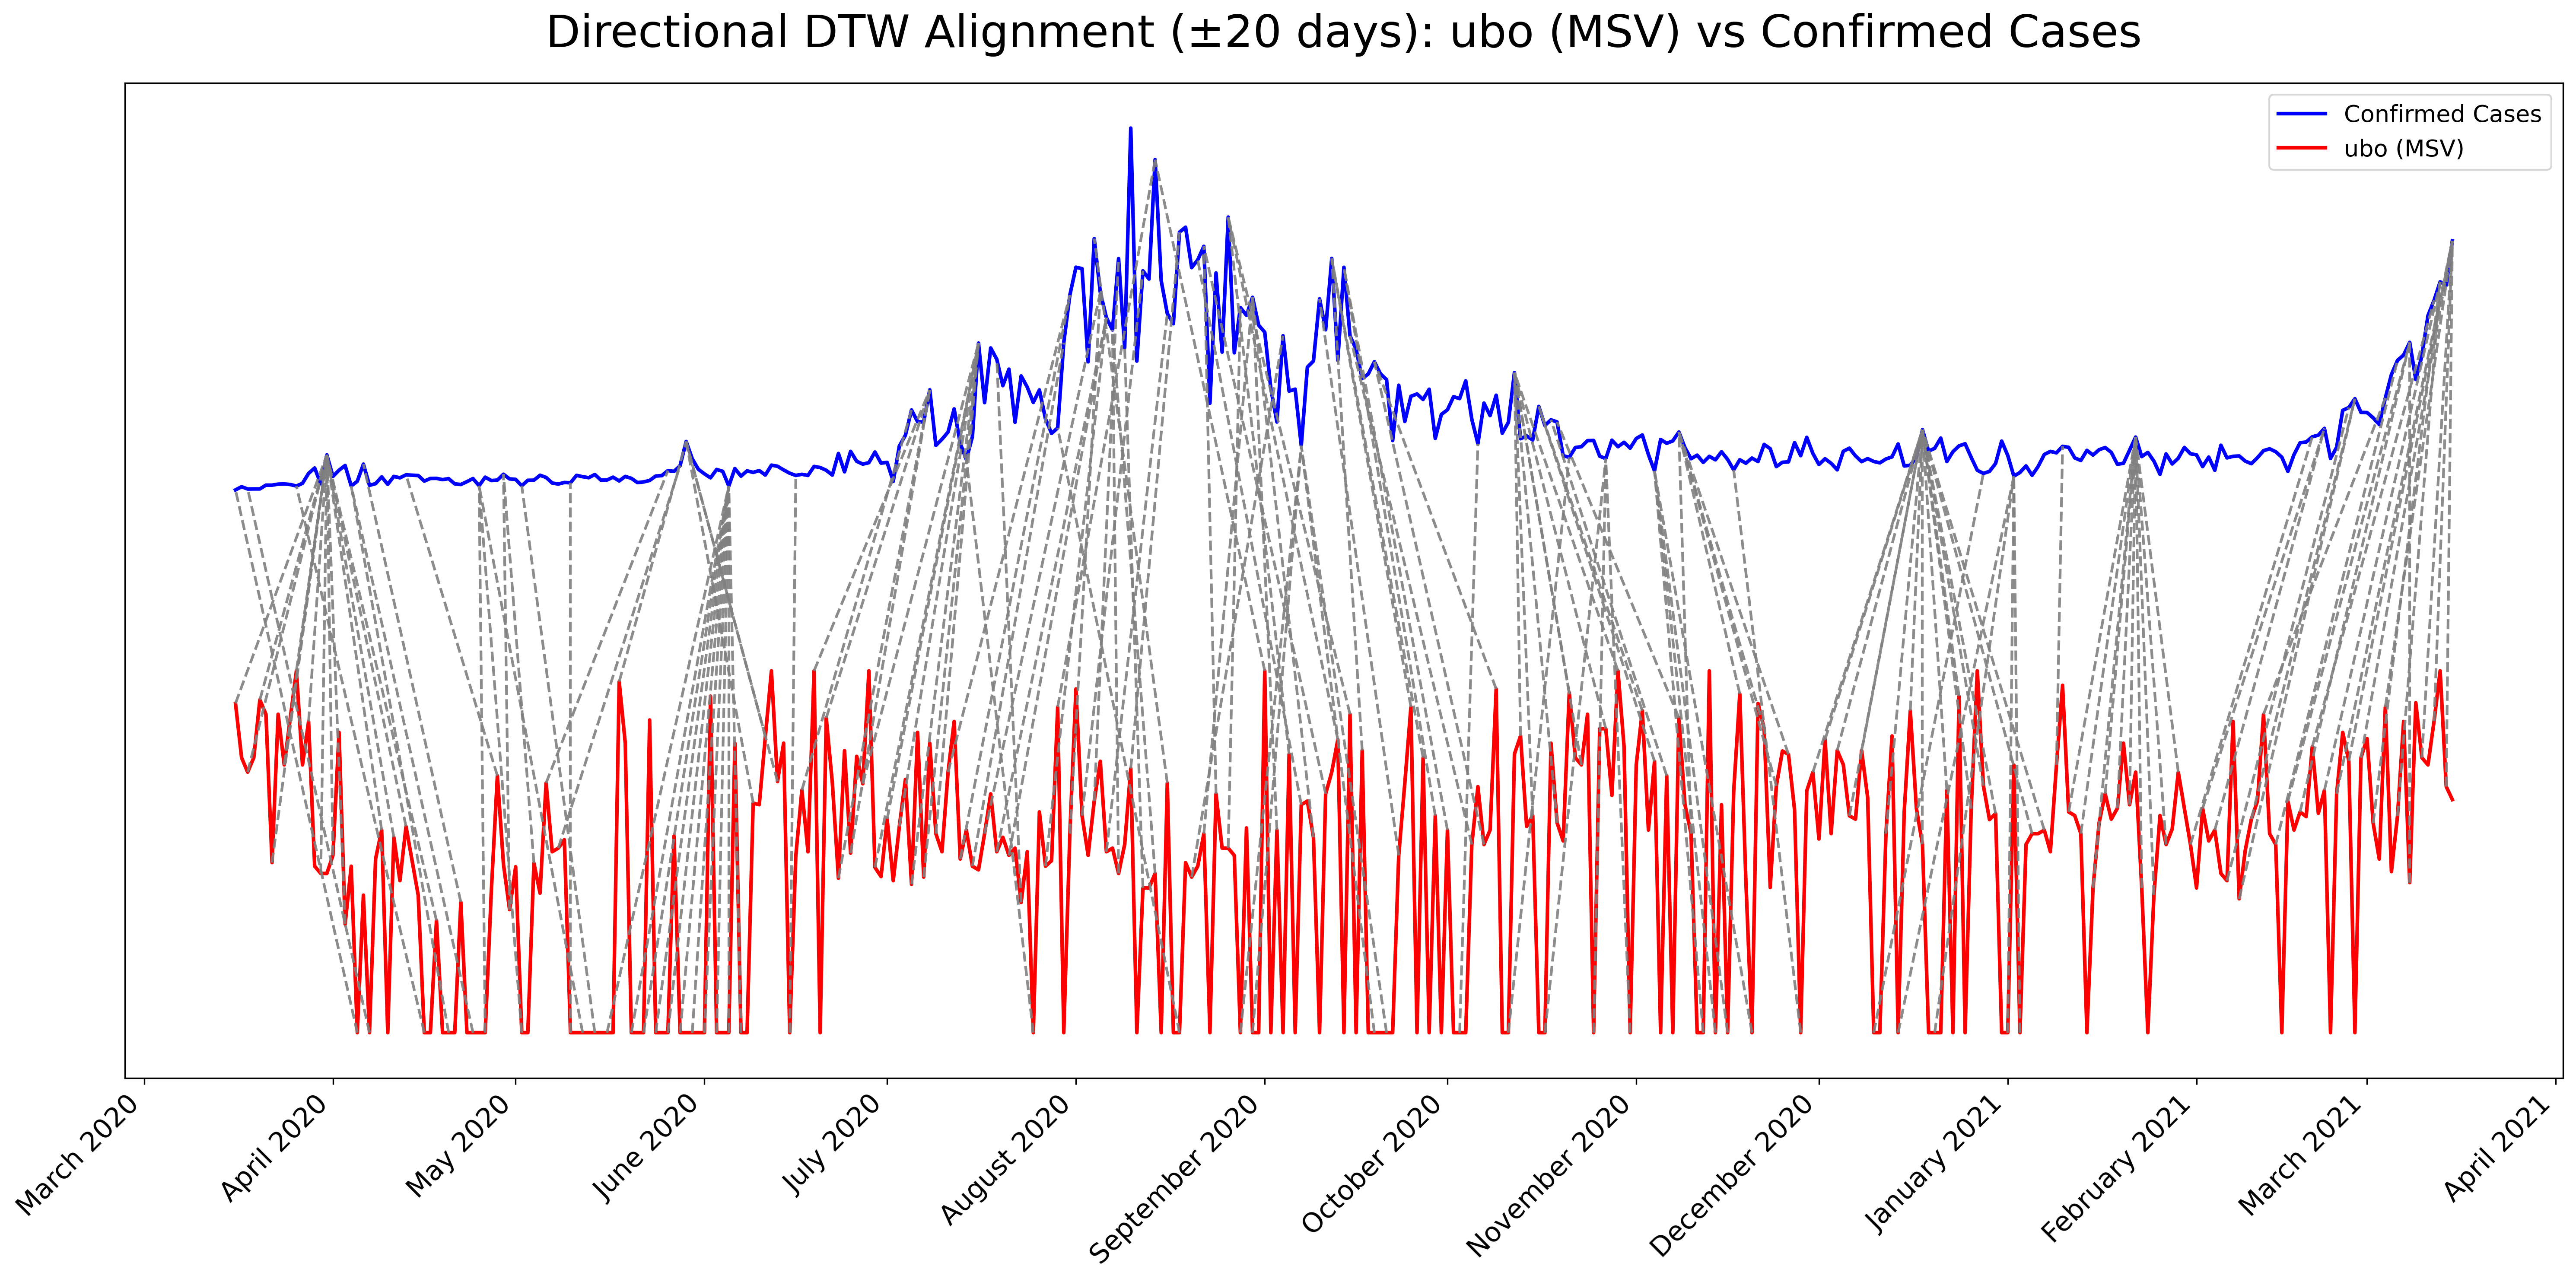 Directional DTW Alignment (±20 days): ubo (MSV) vs Confirmed Cases
Confirmed Cases
ubo (MSV)
March 2020
April 2020
May 2020
June 2020
July 2020
August 2020
September 2020
October 2020
November 2020
December 2020
January 2021
February 2021
March 2021
April 2021